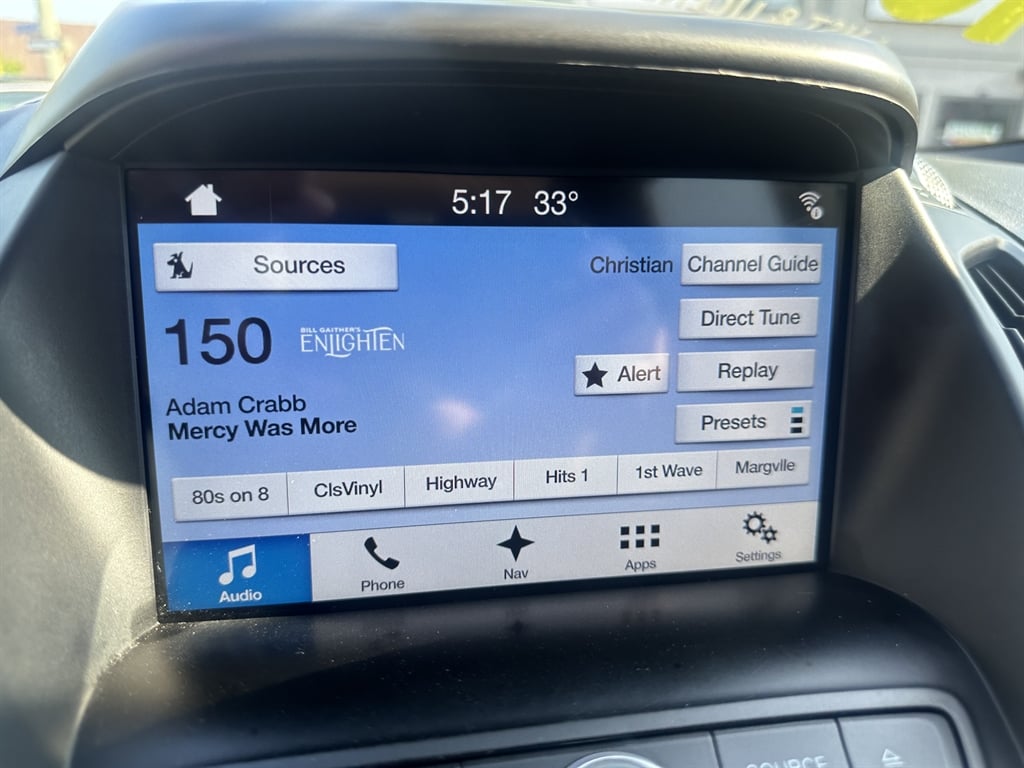 5:17 33°
Sources
Christian
Channel Guide
150
BILL GAITHER'S
ENLIGHTEN
Direct Tune
Alert
Replay
Adam Crabb
Mercy Was More
Presets
80s on 8
ClsVinyl
Highway
Hits 1
1st Wave
Margvlle
Audio
Phone
Nav
Apps
Settings
SOURCE